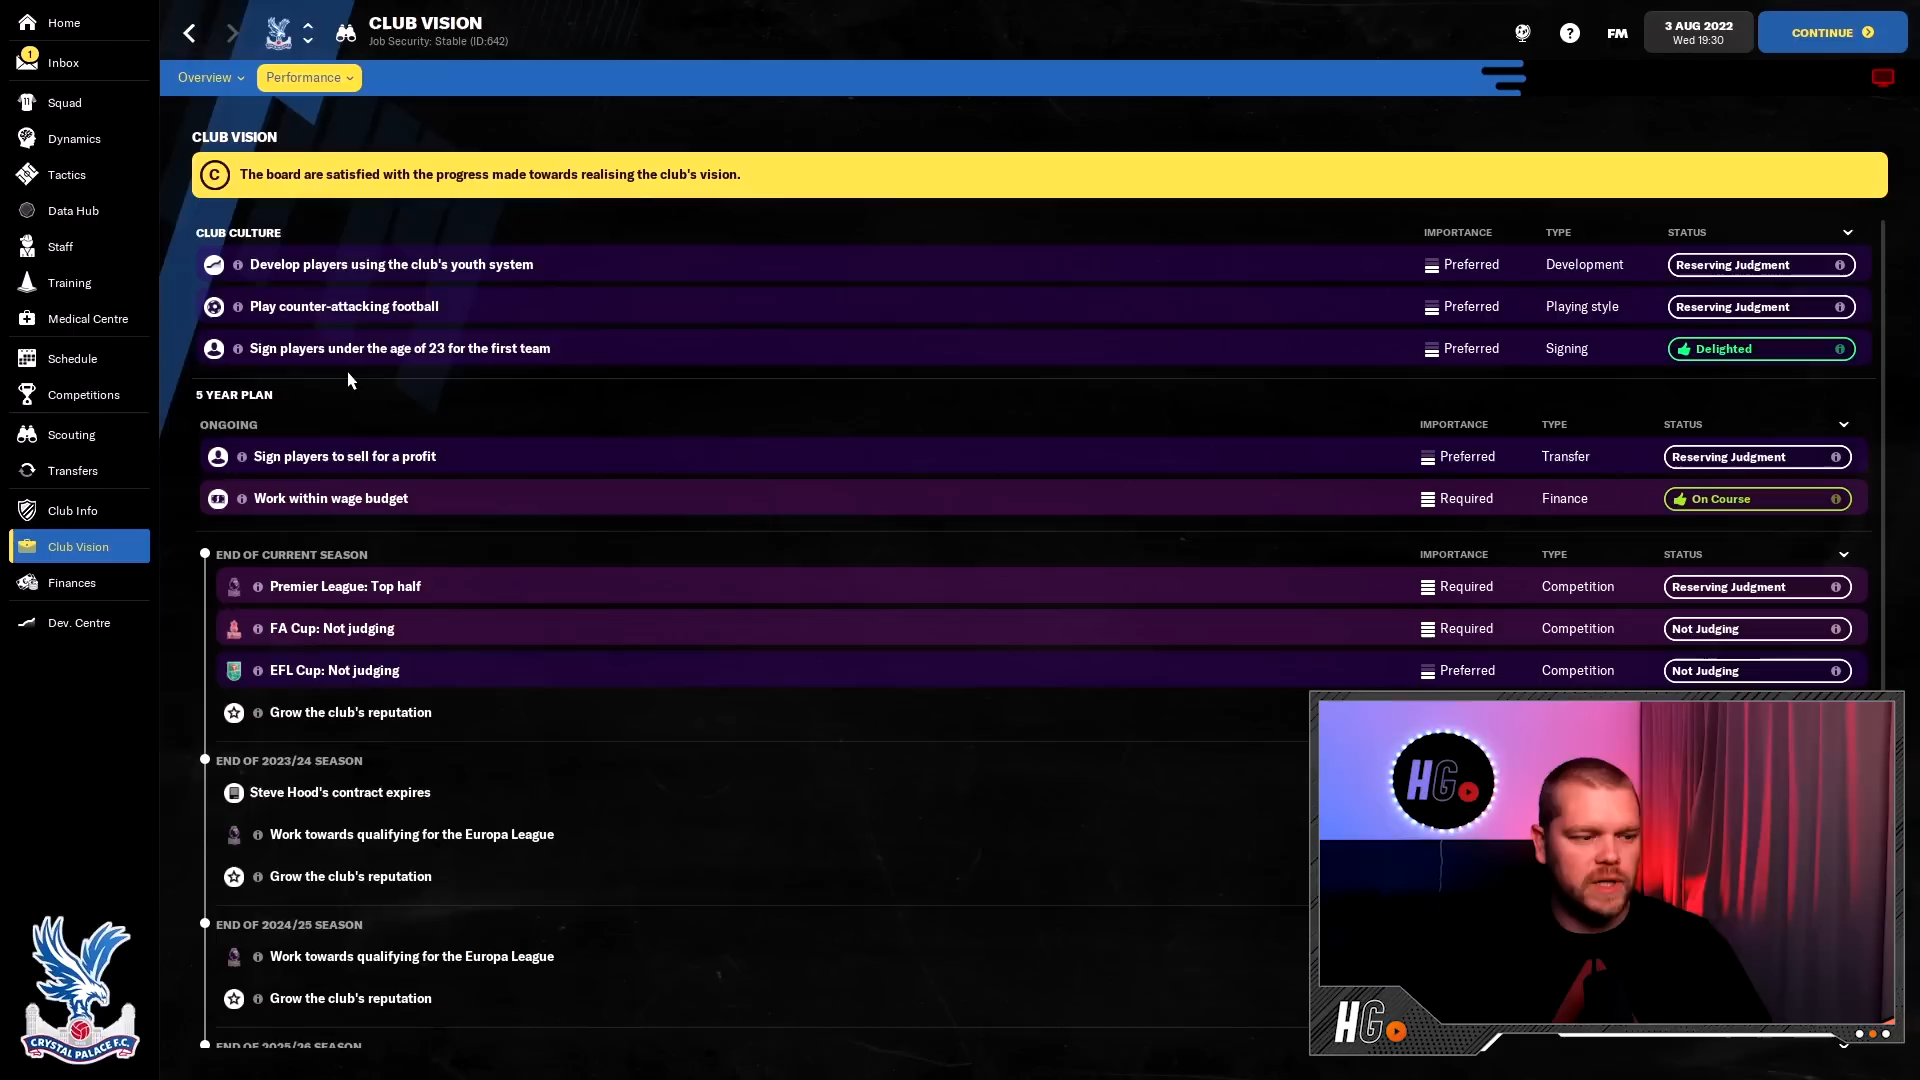 Home
CLUB VISION
Job Security: Stable (ID:642)
FM
3 AUG 2022
Wed 19:30
CONTINUE
1
Inbox
Overview
Performance
Squad
Dynamics
Tactics
Data Hub
Staff
Training
Medical Centre
Schedule
Competitions
Scouting
Transfers
Club Info
Club Vision
Finances
Dev. Centre
CRYSTAL PALACE F.C.
CLUB VISION
C The board are satisfied with the progress made towards realising the club's vision.
CLUB CULTURE IMPORTANCE TYPE STATUS
Develop players using the club's youth system Preferred Development Reserving Judgment
Play counter-attacking football Preferred Playing style Reserving Judgment
Sign players under the age of 23 for the first team Preferred Signing Delighted
5 YEAR PLAN
ONGOING IMPORTANCE TYPE STATUS
Sign players to sell for a profit Preferred Transfer Reserving Judgment
Work within wage budget Required Finance On Course
END OF CURRENT SEASON IMPORTANCE TYPE STATUS
Premier League: Top half Required Competition Reserving Judgment
FA Cup: Not judging Required Competition Not Judging
EFL Cup: Not judging Preferred Competition Not Judging
Grow the club's reputation
END OF 2023/24 SEASON
Steve Hood's contract expires
Work towards qualifying for the Europa League
Grow the club's reputation
END OF 2024/25 SEASON
Work towards qualifying for the Europa League
Grow the club's reputation
END OF 2025/26 SEASON
HG
HG